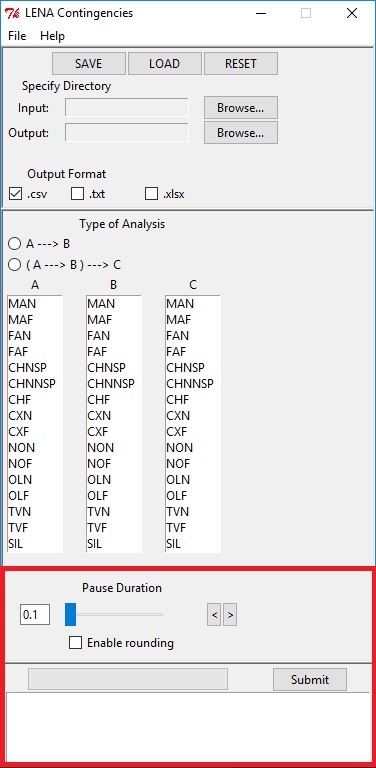 LENA Contingencies
File Help
SAVE LOAD RESET
Specify Directory
Input: Browse...
Output: Browse...
Output Format
.csv .txt .xlsx
Type of Analysis
A ---> B
( A ---> B ) ---> C
A B C
MAN MAN MAN
MAF MAF MAF
FAN FAN FAN
FAF FAF FAF
CHNSP CHNSP CHNSP
CHNNSP CHNNSP CHNNSP
CHF CHF CHF
CXN CXN CXN
CXF CXF CXF
NON NON NON
NOF NOF NOF
OLN OLN OLN
OLF OLF OLF
TVN TVN TVN
TVF TVF TVF
SIL SIL SIL
Pause Duration
0.1 < >
Enable rounding
Submit